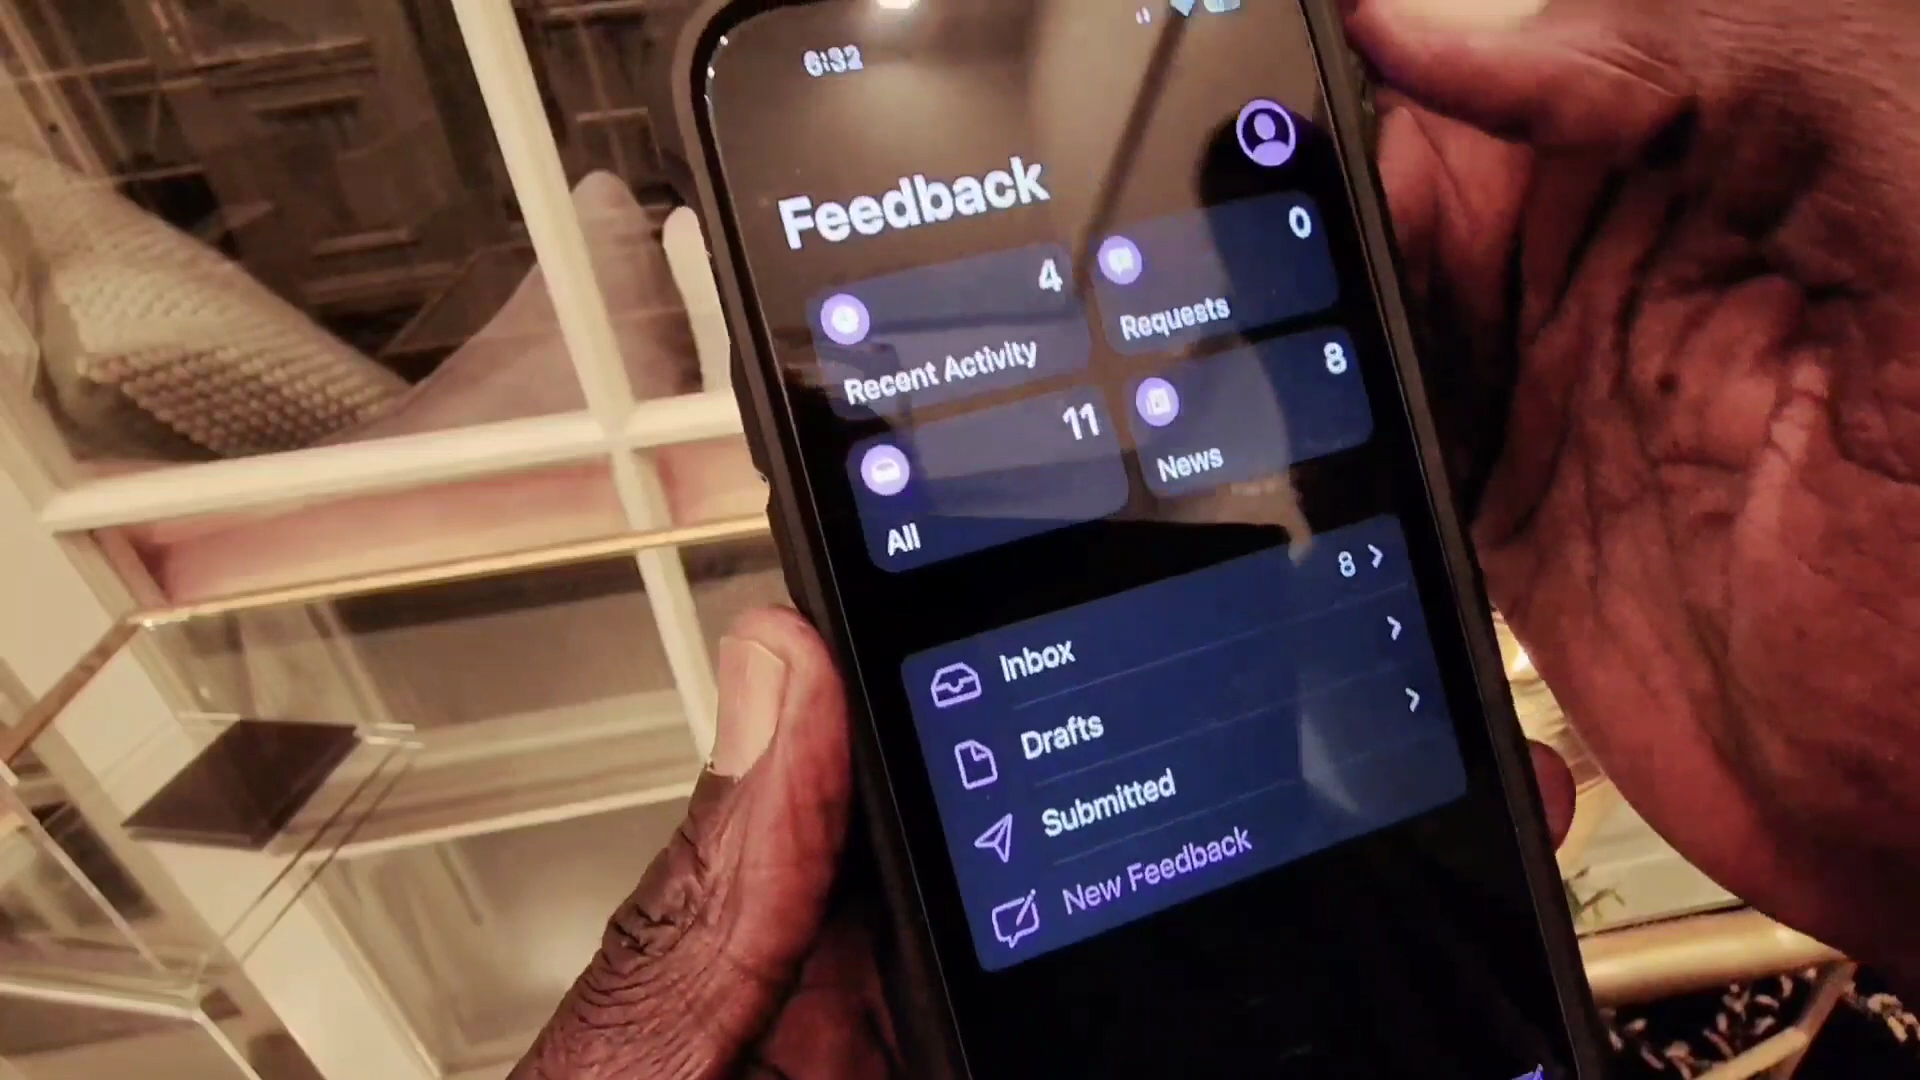 6:32
Feedback
4
Recent Activity
0
Requests
11
All
8
News
Inbox
8
Drafts
Submitted
New Feedback